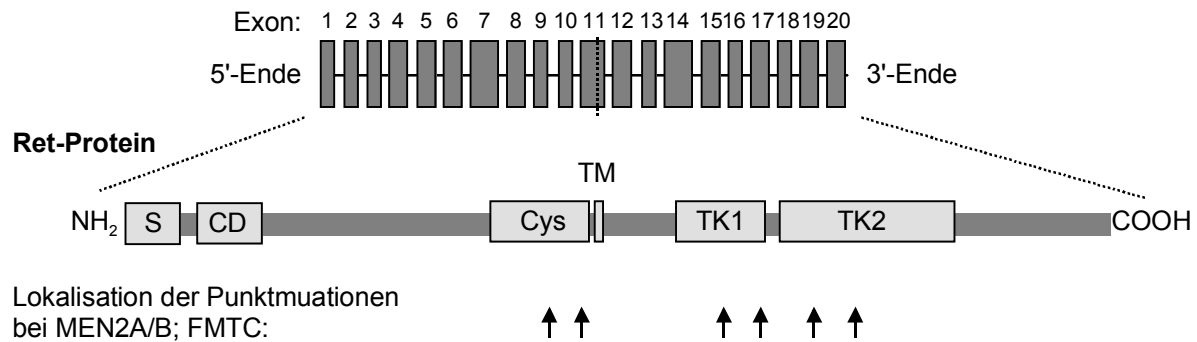 Exon: 1 2 3 4 5 6 7 8 9 10 11 12 13 14 15 16 17 18 19 20
5'-Ende 3'-Ende
Ret-Protein
TM
NH2 S CD Cys TK1 TK2 COOH
Lokalisation der Punktmuationen
bei MEN2A/B; FMTC: